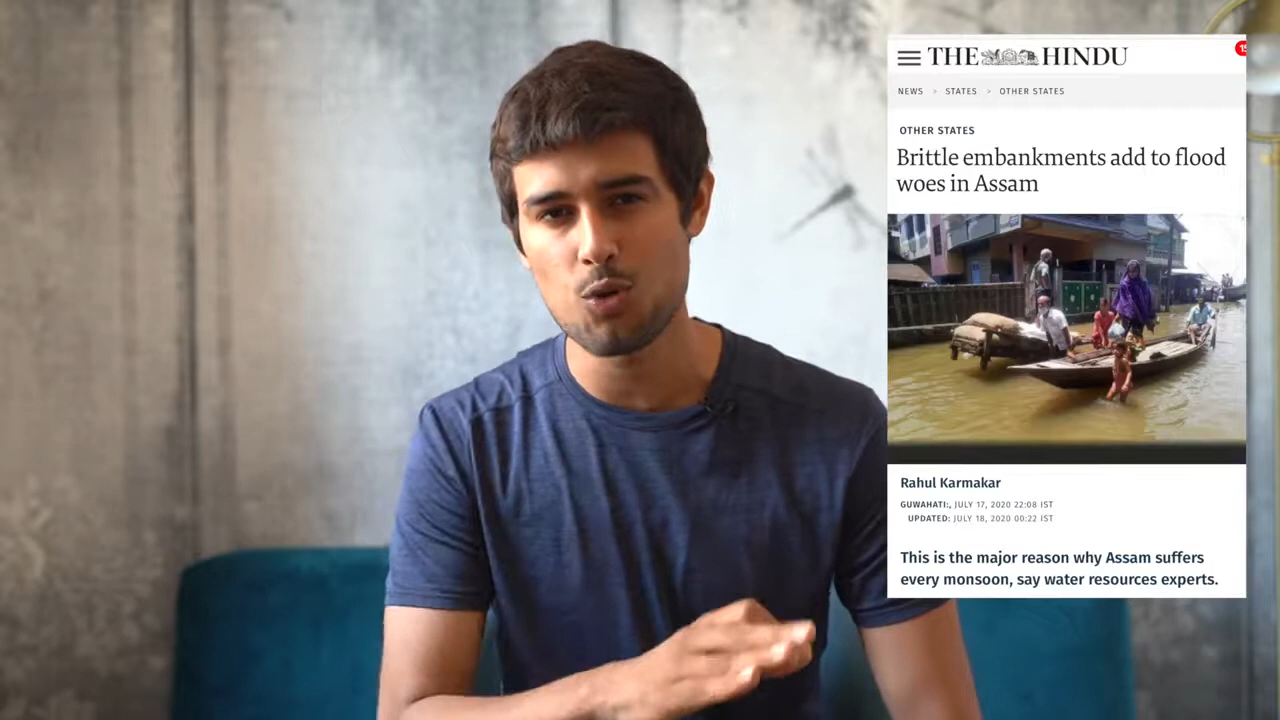 THE HINDU
15
NEWS > STATES > OTHER STATES
OTHER STATES
Brittle embankments add to flood
woes in Assam
Rahul Karmakar
GUWAHATI:, JULY 17, 2020 22:08 IST
UPDATED: JULY 18, 2020 00:22 IST
This is the major reason why Assam suffers
every monsoon, say water resources experts.